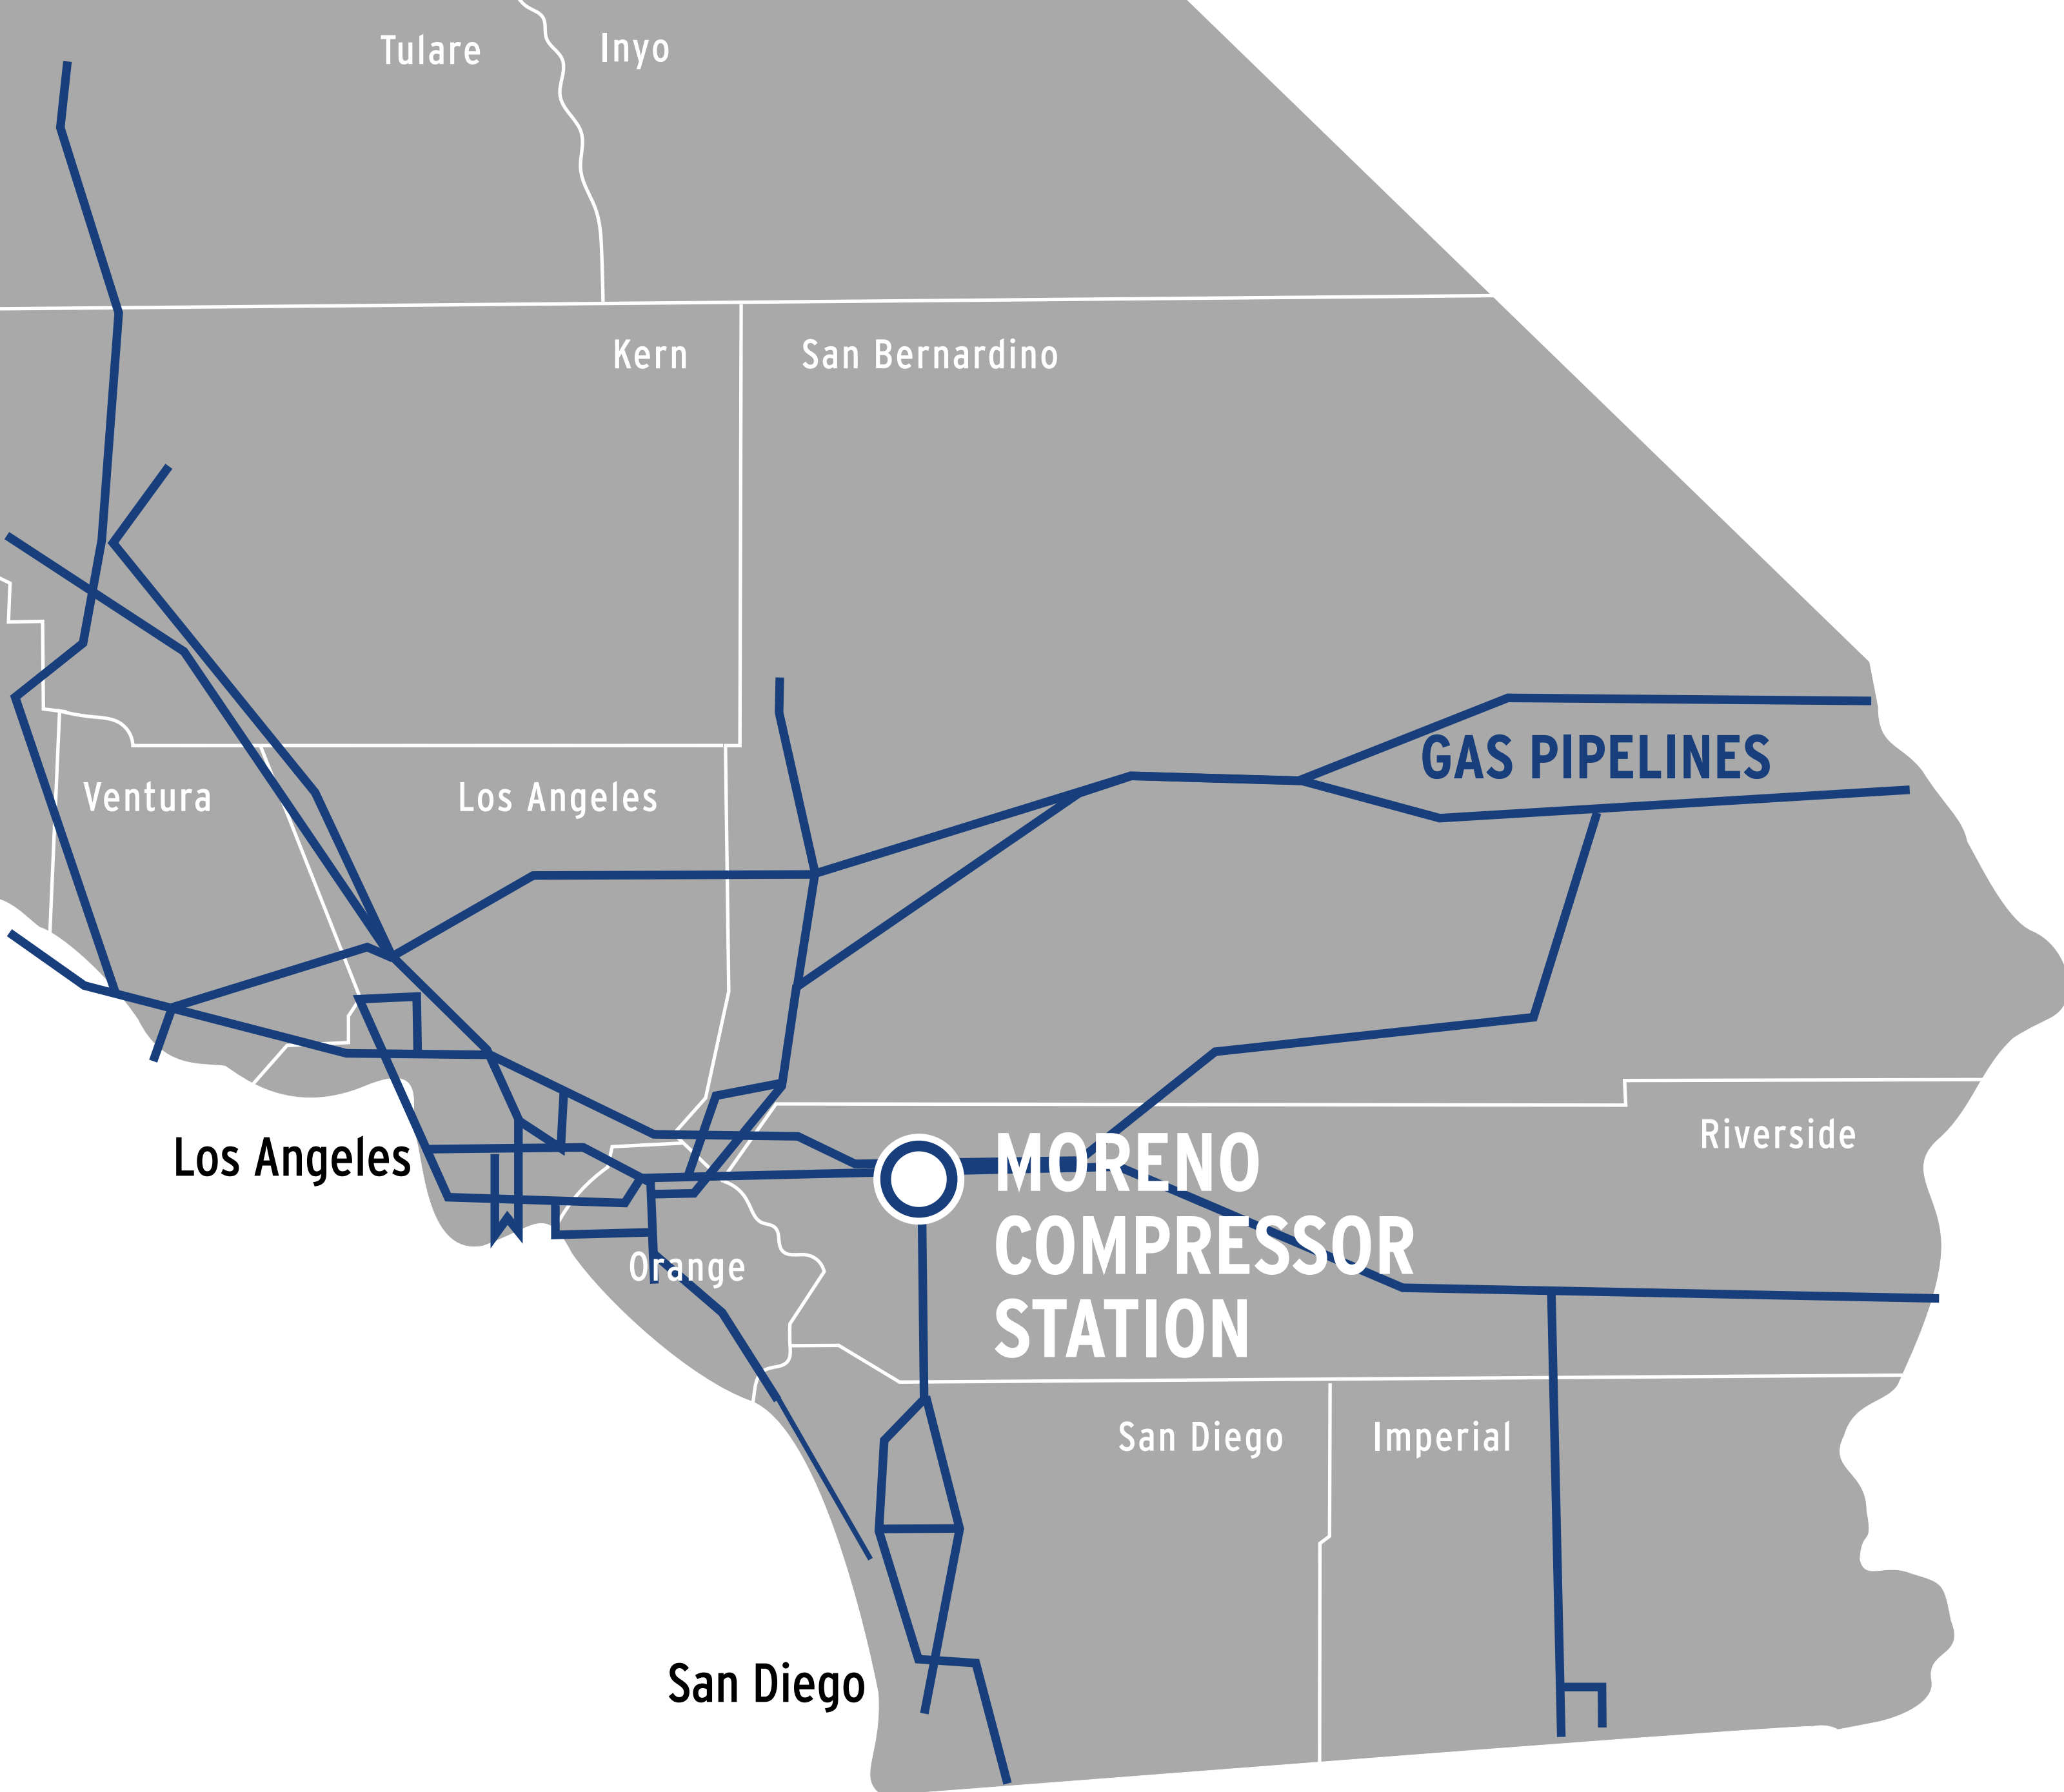 Tulare
Inyo
Kern
San Bernardino
GAS PIPELINES
Ventura
Los Angeles
Riverside
Los Angeles
MORENO
COMPRESSOR
STATION
Orange
San Diego
Imperial
San Diego